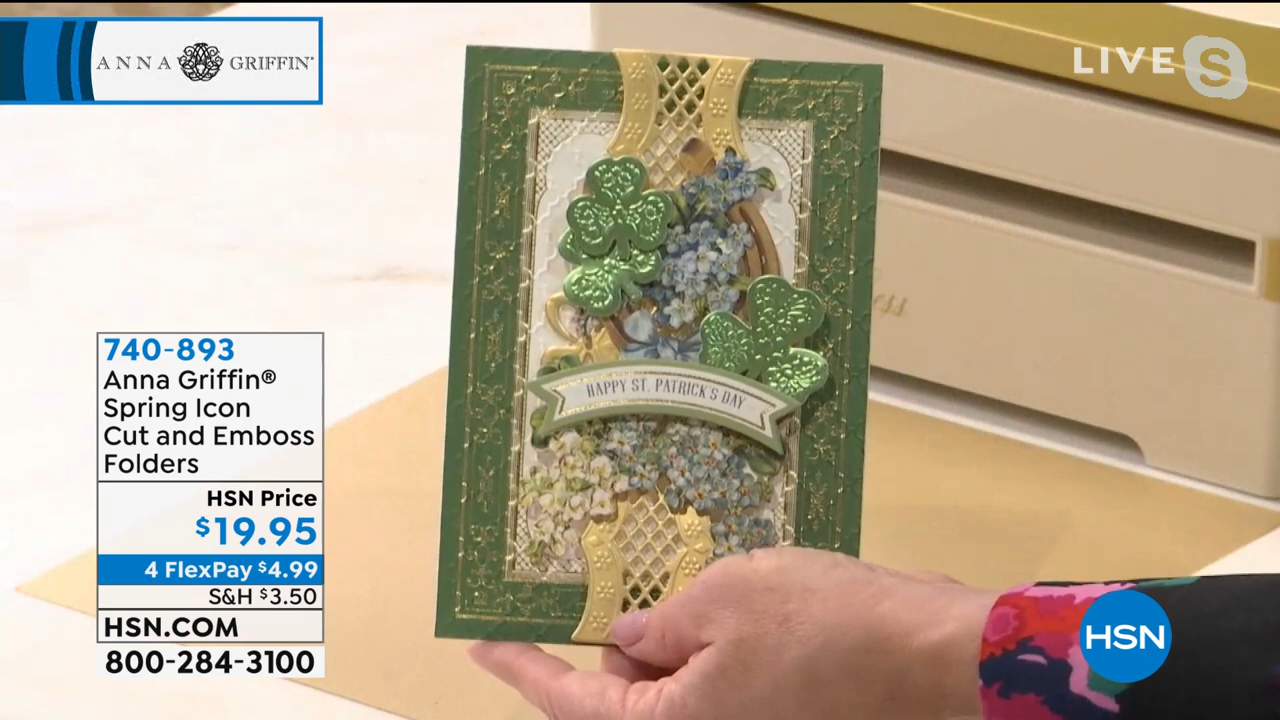 ANNA GRIFFIN®
LIVE S
HAPPY ST. PATRICK'S DAY
740-893
Anna Griffin®
Spring Icon
Cut and Emboss
Folders
HSN Price
$19.95
4 FlexPay $4.99
S&H $3.50
HSN.COM
800-284-3100
HSN